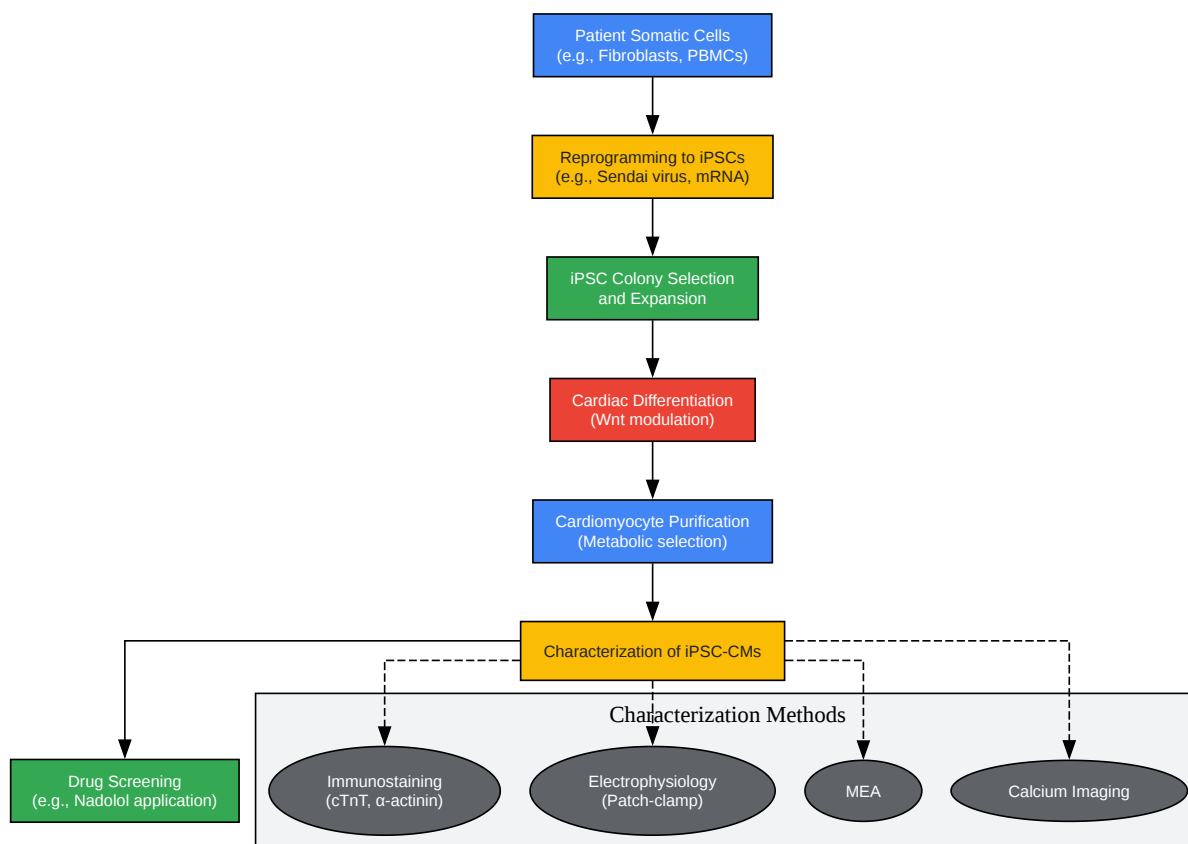 Patient Somatic Cells
(e.g., Fibroblasts, PBMCs)
Reprogramming to iPSCs
(e.g., Sendai virus, mRNA)
iPSC Colony Selection
and Expansion
Cardiac Differentiation
(Wnt modulation)
Cardiomyocyte Purification
(Metabolic selection)
Characterization of iPSC-CMs
Characterization Methods
Drug Screening
(e.g., Nadolol application)
Immunostaining
(cTnT, α-actinin)
Electrophysiology
(Patch-clamp)
MEA
Calcium Imaging